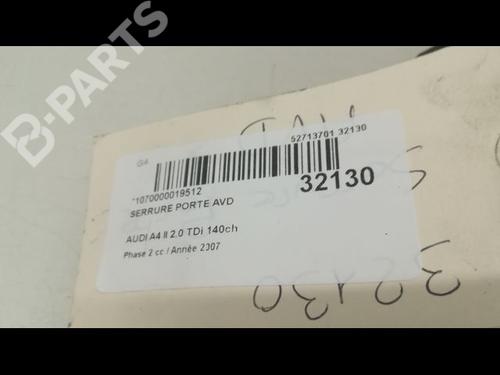 B-PARTS
G4
52713701 32130
*1070000019512
32130
SERRURE PORTE AVD
AUDI A4 II 2.0 TDi 140ch
Phase 2 cc / Année 2007
32130